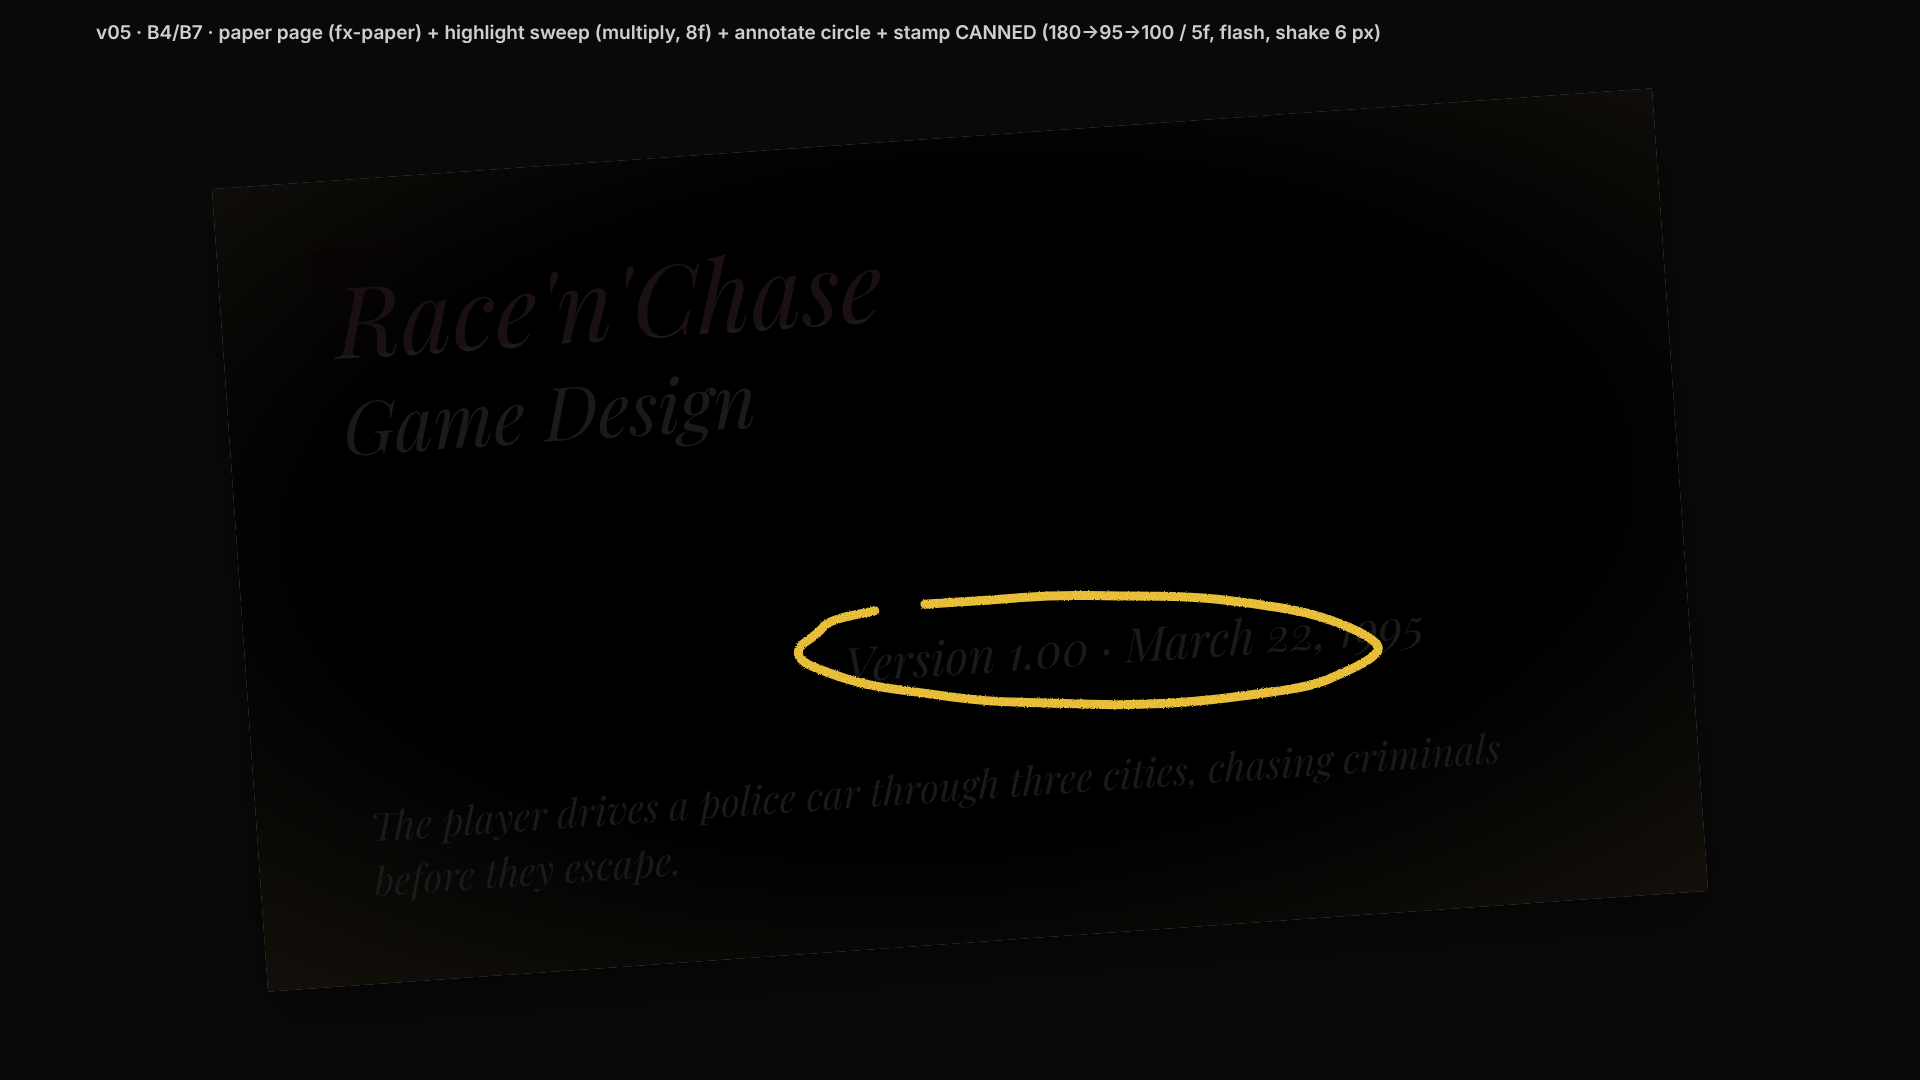 v05 · B4/B7 · paper page (fx-paper) + highlight sweep (multiply, 8f) + annotate circle + stamp CANNED (180→95→100 / 5f, flash, shake 6 px)
Race'n'Chase
Game Design
Version 1.00 · March 22, 1995
The player drives a police car through three cities, chasing criminals
before they escape.